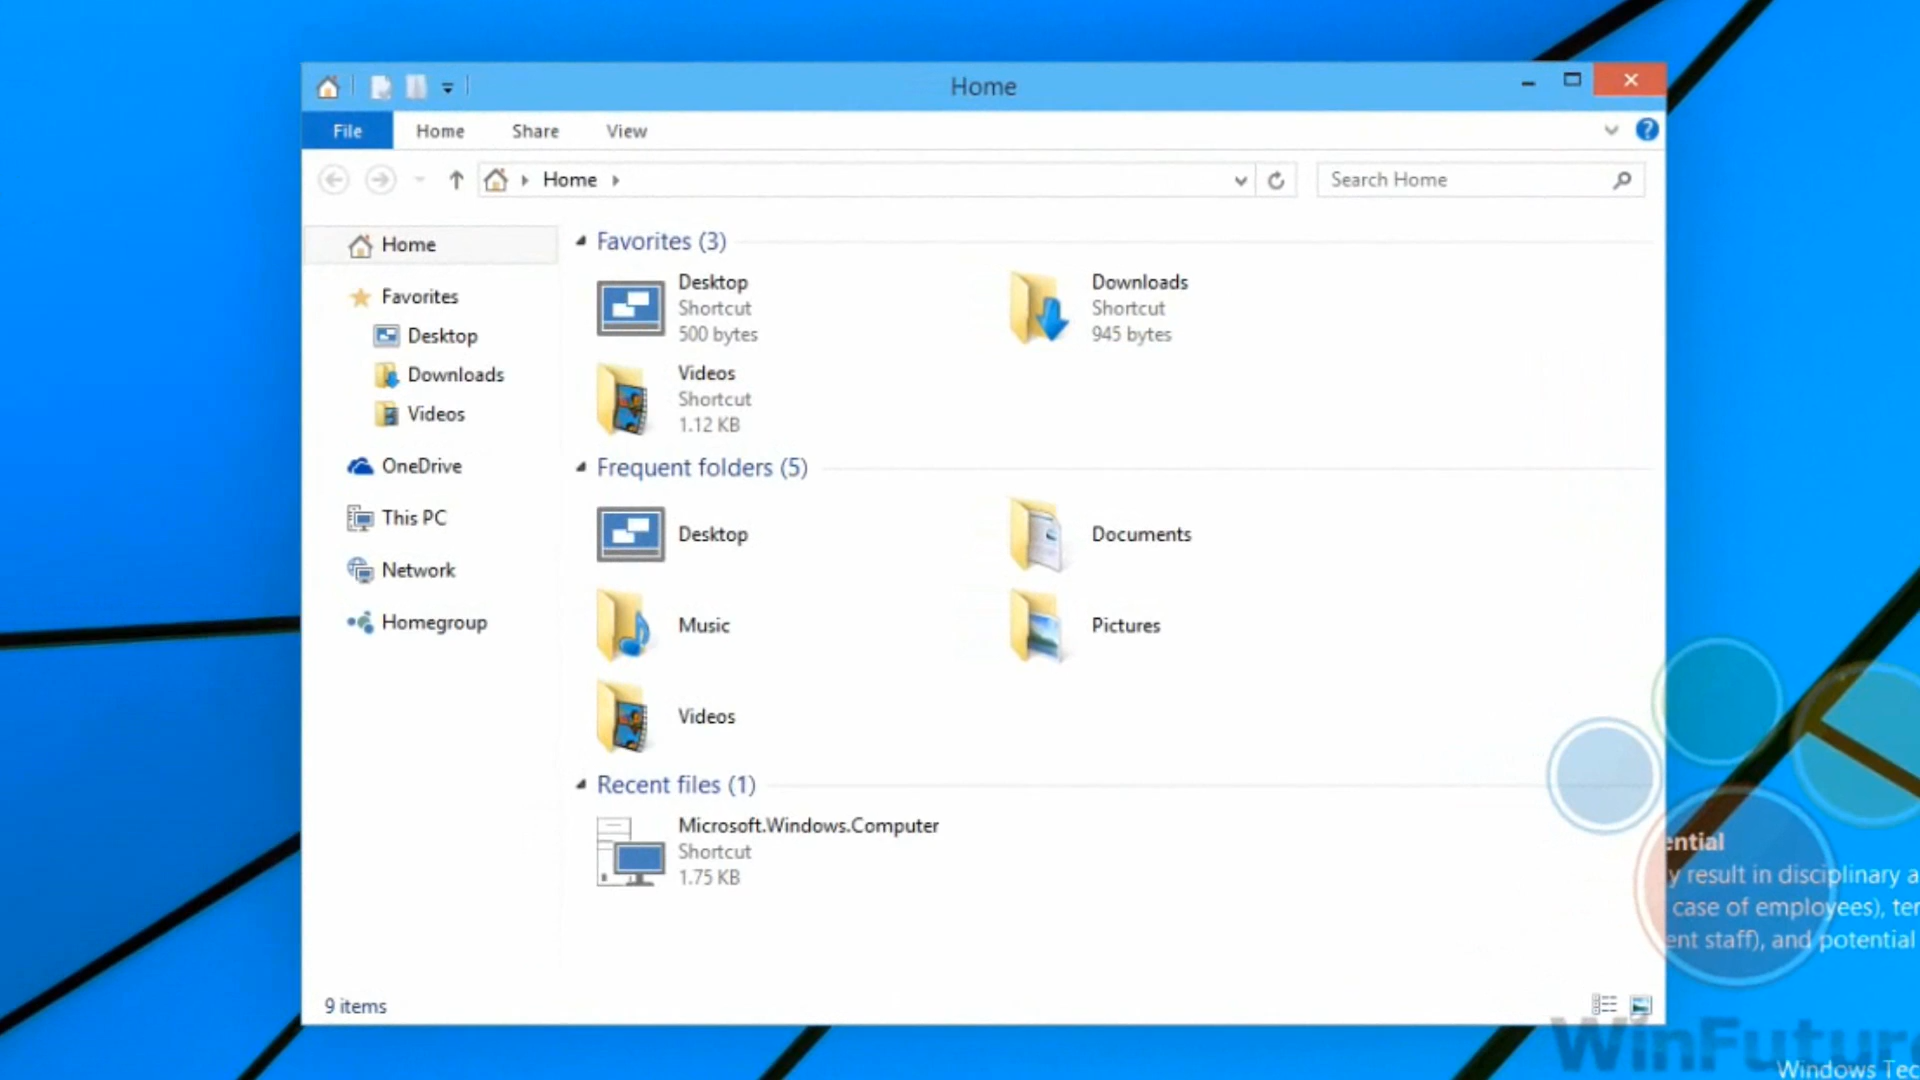 Home
File Home Share View
?
Home
Search Home
Home
Favorites
Desktop
Downloads
Videos
OneDrive
This PC
Network
Homegroup
Favorites (3)
Desktop
Shortcut
500 bytes
Downloads
Shortcut
945 bytes
Videos
Shortcut
1.12 KB
Frequent folders (5)
Desktop
Documents
Music
Pictures
Videos
Recent files (1)
Microsoft.Windows.Computer
Shortcut
1.75 KB
9 items
ential
y result in disciplinary a
case of employees), ter
ent staff), and potential
WinFuture
Windows Tec